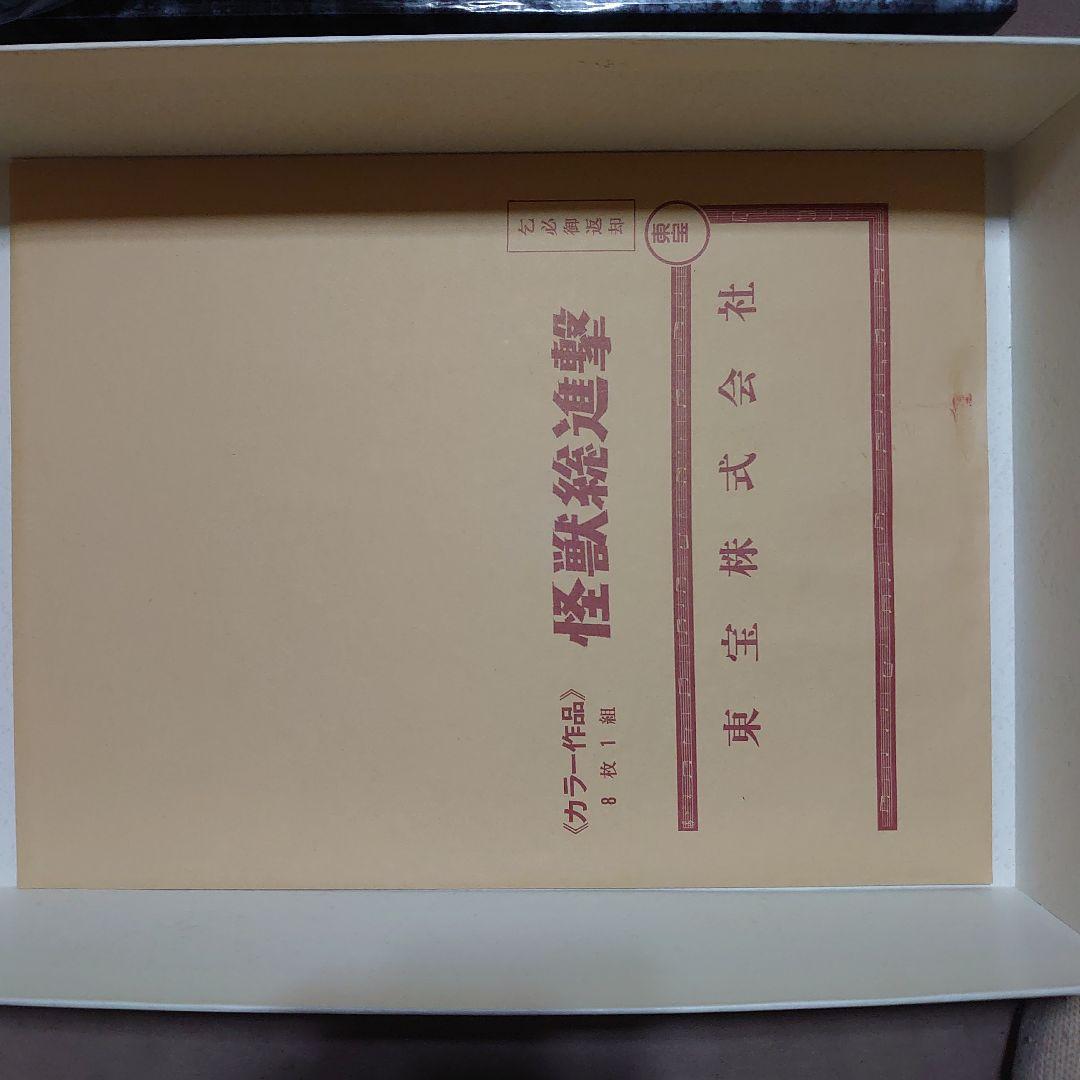 乞必御返却
東宝
《カラー作品》
8枚1組
怪獣総進撃
東宝株式会社